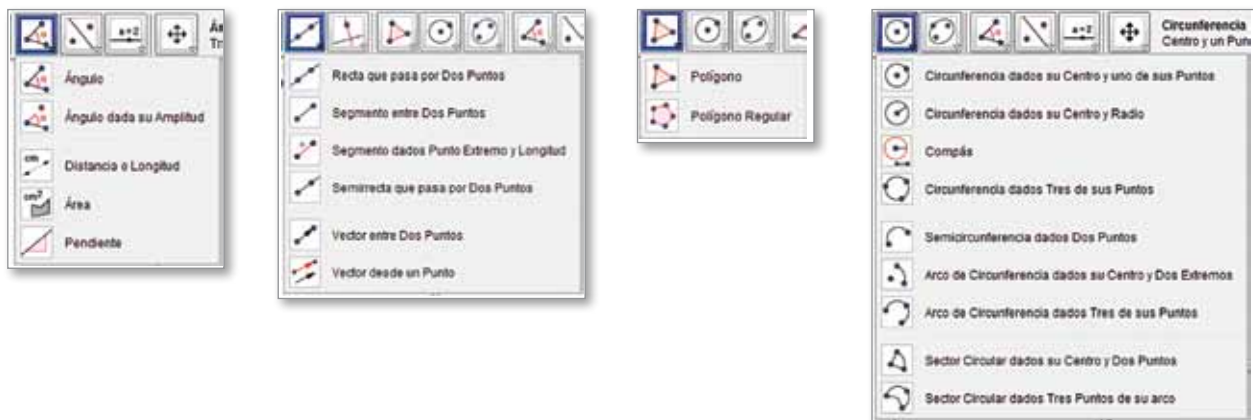 a=2
Ángulo
Ángulo dada su Amplitud
cm
Distancia o Longitud
cm²
Área
Pendiente
Recta que pasa por Dos Puntos
Segmento entre Dos Puntos
Segmento dados Punto Extremo y Longitud
Semirrecta que pasa por Dos Puntos
Vector entre Dos Puntos
Vector desde un Punto
Polígono
Polígono Regular
a=2
Circunferencia
Centro y un Pun
Circunferencia dados su Centro y uno de sus Puntos
Circunferencia dados su Centro y Radio
Compás
Circunferencia dados Tres de sus Puntos
Semicircunferencia dados Dos Puntos
Arco de Circunferencia dados su Centro y Dos Extremos
Arco de Circunferencia dados Tres de sus Puntos
Sector Circular dados su Centro y Dos Puntos
Sector Circular dados Tres Puntos de su arco